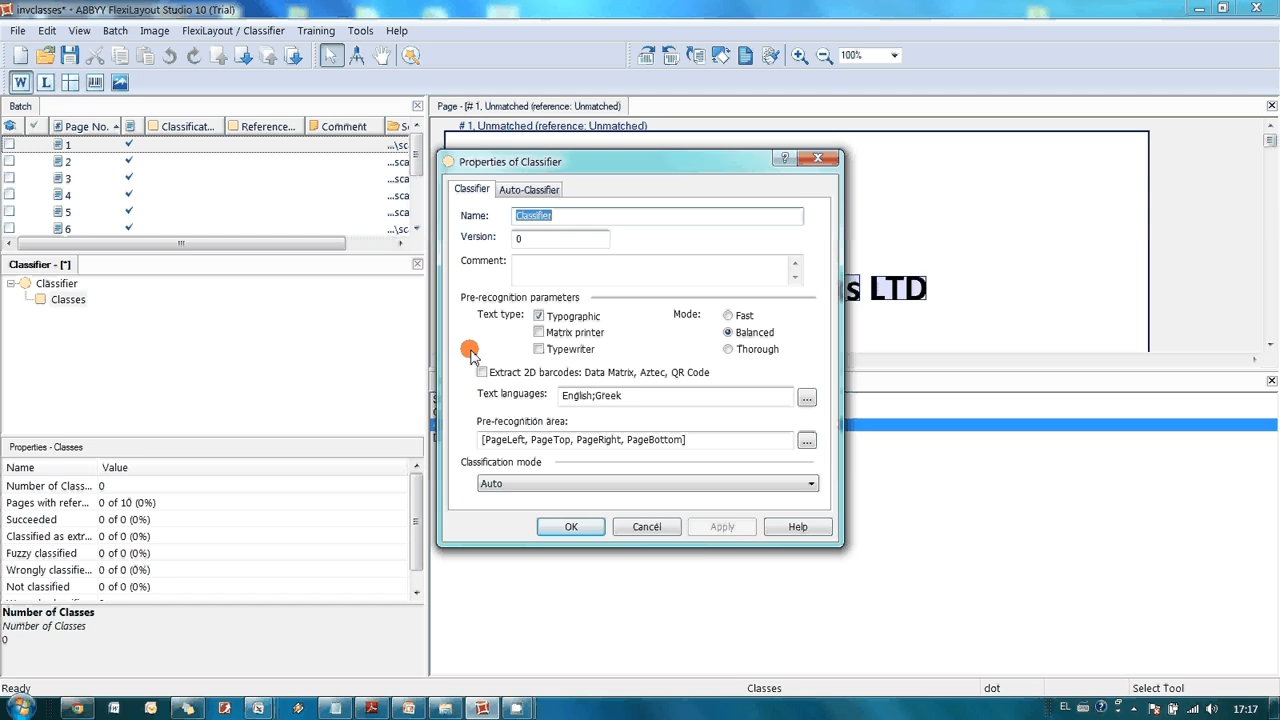 invclasses* - ABBYY FlexiLayout Studio 10 (Trial)
File Edit View Batch Image FlexiLayout / Classifier Training Tools Help
100%
W L
Batch
Page No. Classificat... Reference... Comment
1 ...\sc
2 ...sca
3 ...sca
4 ...sca
5 ...sca
6 ...sca
Classifier - [*]
Classifier
Classes
Properties - Classes
Name Value
Number of Class... 0
Pages with refer... 0 of 10 (0%)
Succeeded 0 of 0 (0%)
Classified as extr... 0 of 0 (0%)
Fuzzy classified 0 of 0 (0%)
Wrongly classifie... 0 of 0 (0%)
Not classified 0 of 0 (0%)
Number of Classes
Number of Classes
0
Page - [# 1, Unmatched (reference: Unmatched)
# 1, Unmatched (reference: Unmatched)
s LTD
Properties of Classifier
Classifier Auto-Classifier
Name: Classifier
Version: 0
Comment:
Pre-recognition parameters
Text type: Typographic Mode: Fast
Matrix printer Balanced
Typewriter Thorough
Extract 2D barcodes: Data Matrix, Aztec, QR Code
Text languages: English;Greek ...
Pre-recognition area:
[PageLeft, PageTop, PageRight, PageBottom] ...
Classification mode
Auto
OK Cancel Apply Help
Ready Classes dot Select Tool
EL 17:17